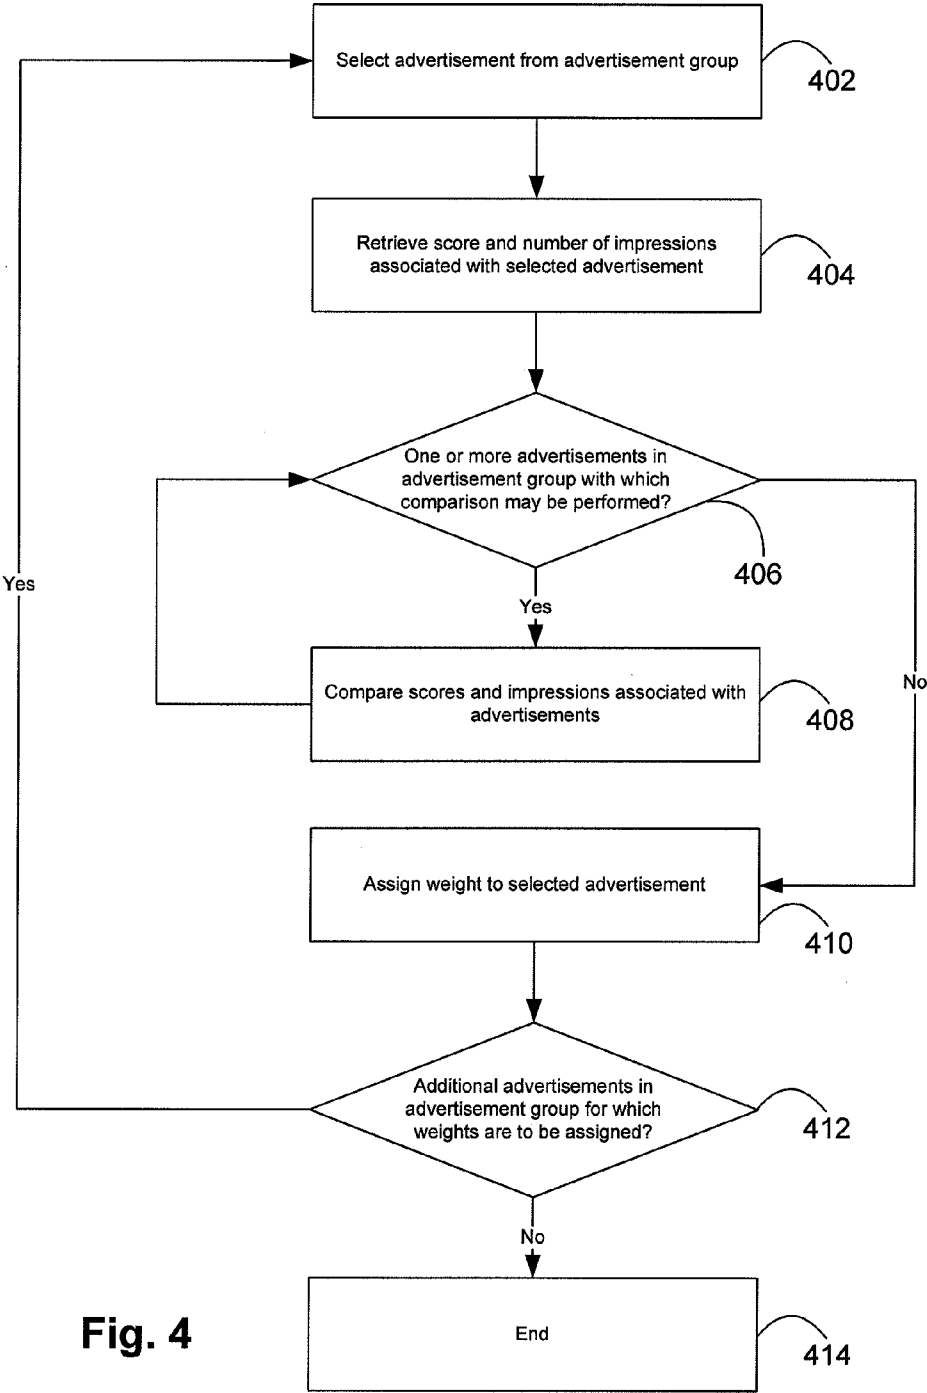 Select advertisement from advertisement group
402
Retrieve score and number of impressions
associated with selected advertisement
404
One or more advertisements in
advertisement group with which
comparison may be performed?
406
Yes
Yes
Compare scores and impressions associated with
advertisements
408
No
Assign weight to selected advertisement
410
Additional advertisements in
advertisement group for which
weights are to be assigned?
412
No
End
414
Fig. 4